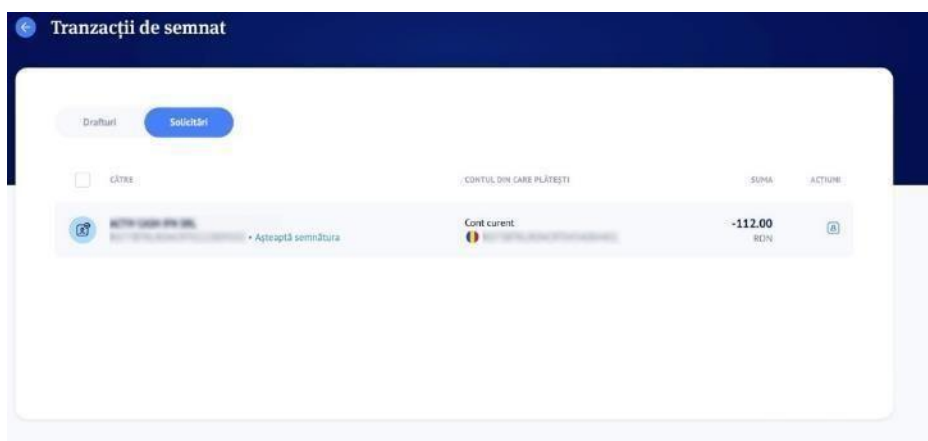 Tranzacții de semnat
Drafturi
Solicitări
CĂTRE
CONTUL DIN CARE PLĂTEȘTI
SUMA
ACȚIUNI
• Așteaptă semnătura
Cont curent
-112.00
RON